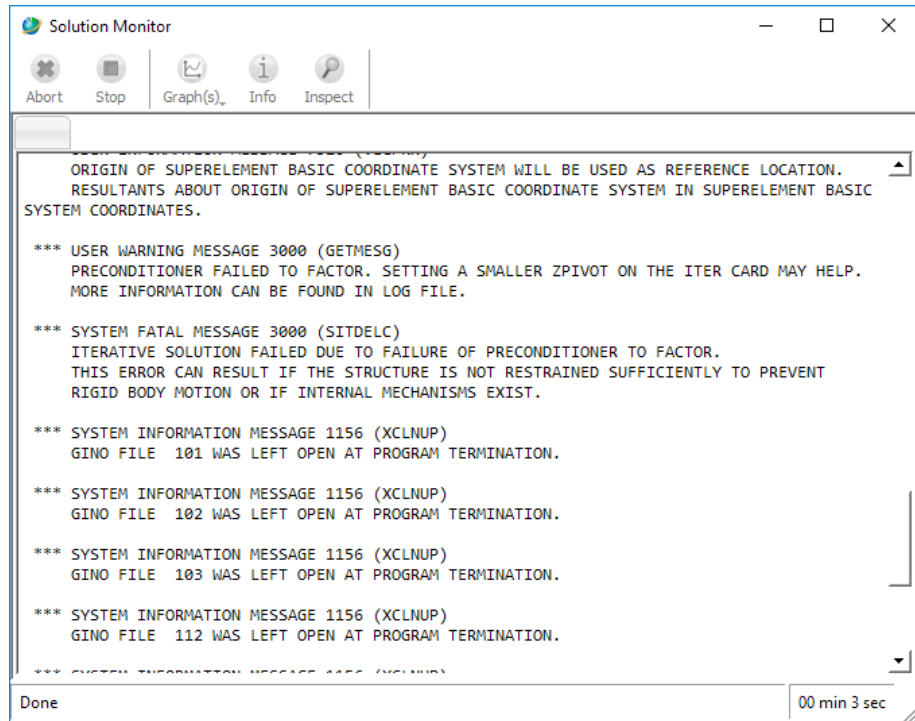 Solution Monitor
Abort Stop Graph(s) Info Inspect
ORIGIN OF SUPERELEMENT BASIC COORDINATE SYSTEM WILL BE USED AS REFERENCE LOCATION.
RESULTANTS ABOUT ORIGIN OF SUPERELEMENT BASIC COORDINATE SYSTEM IN SUPERELEMENT BASIC
SYSTEM COORDINATES.
*** USER WARNING MESSAGE 3000 (GETMESG)
PRECONDITIONER FAILED TO FACTOR. SETTING A SMALLER ZPIVOT ON THE ITER CARD MAY HELP.
MORE INFORMATION CAN BE FOUND IN LOG FILE.
*** SYSTEM FATAL MESSAGE 3000 (SITDELC)
ITERATIVE SOLUTION FAILED DUE TO FAILURE OF PRECONDITIONER TO FACTOR.
THIS ERROR CAN RESULT IF THE STRUCTURE IS NOT RESTRAINED SUFFICIENTLY TO PREVENT
RIGID BODY MOTION OR IF INTERNAL MECHANISMS EXIST.
*** SYSTEM INFORMATION MESSAGE 1156 (XCLNUP)
GINO FILE 101 WAS LEFT OPEN AT PROGRAM TERMINATION.
*** SYSTEM INFORMATION MESSAGE 1156 (XCLNUP)
GINO FILE 102 WAS LEFT OPEN AT PROGRAM TERMINATION.
*** SYSTEM INFORMATION MESSAGE 1156 (XCLNUP)
GINO FILE 103 WAS LEFT OPEN AT PROGRAM TERMINATION.
*** SYSTEM INFORMATION MESSAGE 1156 (XCLNUP)
GINO FILE 112 WAS LEFT OPEN AT PROGRAM TERMINATION.
*** SYSTEM INFORMATION MESSAGE 1156 (XCLNUP)
Done 00 min 3 sec